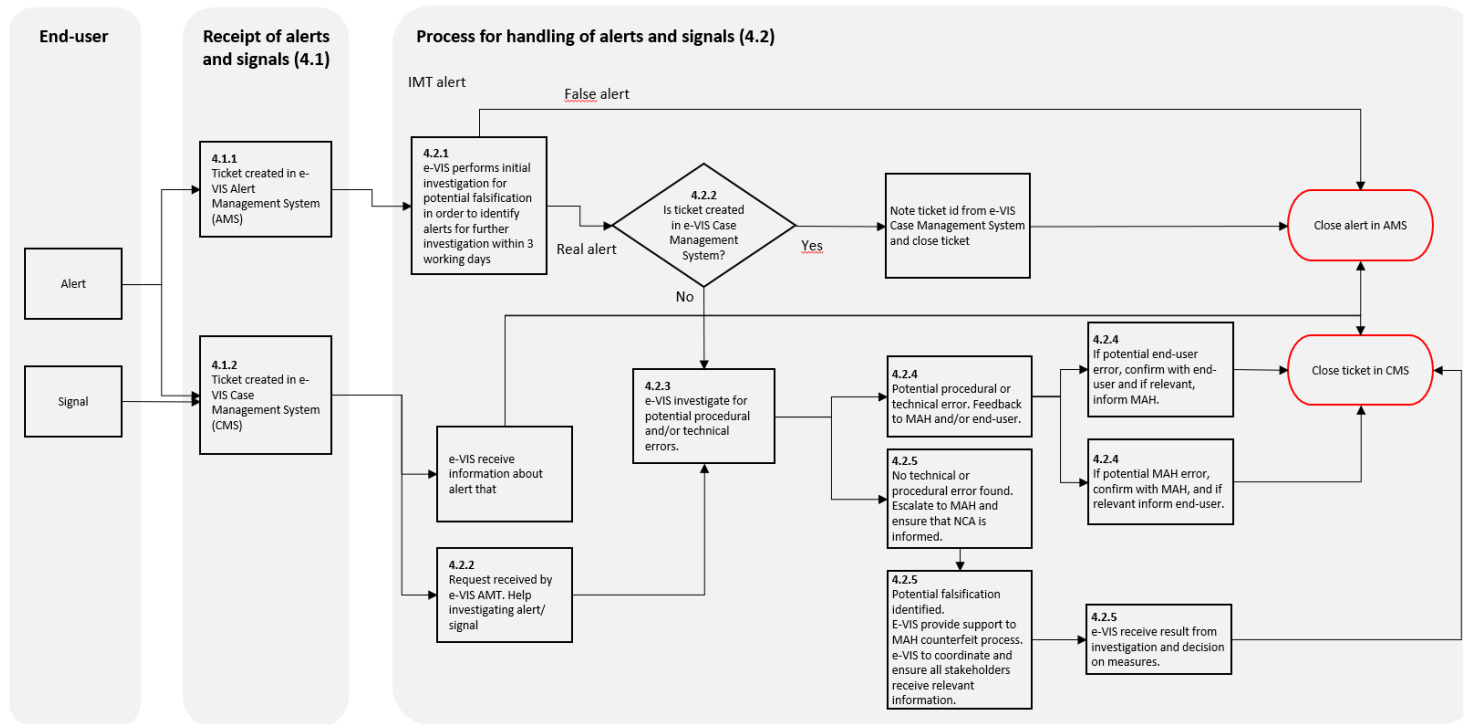 End-user
Receipt of alerts
and signals (4.1)
Process for handling of alerts and signals (4.2)
IMT alert
False alert
4.1.1
Ticket created in e-
VIS Alert
Management System
(AMS)
4.2.1
e-VIS performs initial
investigation for
potential falsification
in order to identify
alerts for further
investigation within 3
working days
Real alert
4.2.2
Is ticket created
in e-VIS Case
Management
System?
Yes
No
Note ticket id from e-VIS
Case Management System
and close ticket
Close alert in AMS
Alert
Signal
4.1.2
Ticket created in e-
VIS Case
Management System
(CMS)
e-VIS receive
information about
alert that
4.2.2
Request received by
e-VIS AMT. Help
investigating alert/
signal
4.2.3
e-VIS investigate for
potential procedural
and/or technical
errors.
4.2.4
Potential procedural or
technical error. Feedback
to MAH and/or end-user.
4.2.5
No technical or
procedural error found.
Escalate to MAH and
ensure that NCA is
informed.
4.2.5
Potential falsification
identified.
E-VIS provide support to
MAH counterfeit process.
e-VIS to coordinate and
ensure all stakeholders
receive relevant
information.
4.2.4
If potential end-user
error, confirm with end-
user and if relevant,
inform MAH.
4.2.4
If potential MAH error,
confirm with MAH, and if
relevant inform end-user.
4.2.5
e-VIS receive result from
investigation and decision
on measures.
Close ticket in CMS